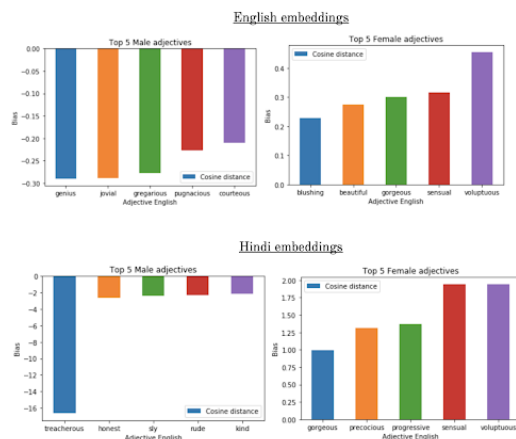 English embeddings
Top 5 Male adjectives
0.00
−0.05
−0.10
−0.15
−0.20
−0.25
−0.30
Bias
Cosine distance
genius jovial gregarious pugnacious courteous
Adjective English
Top 5 Female adjectives
Cosine distance
0.4
0.3
0.2
0.1
0.0
Bias
blushing beautiful gorgeous sensual voluptuous
Adjective English
Hindi embeddings
Top 5 Male adjectives
0
−2
−4
−6
−8
−10
−12
−14
−16
Bias
Cosine distance
treacherous honest sly rude kind
Adjective English
Top 5 Female adjectives
2.00
Cosine distance
1.75
1.50
1.25
1.00
0.75
0.50
0.25
0.00
Bias
gorgeous precocious progressive sensual voluptuous
Adjective English